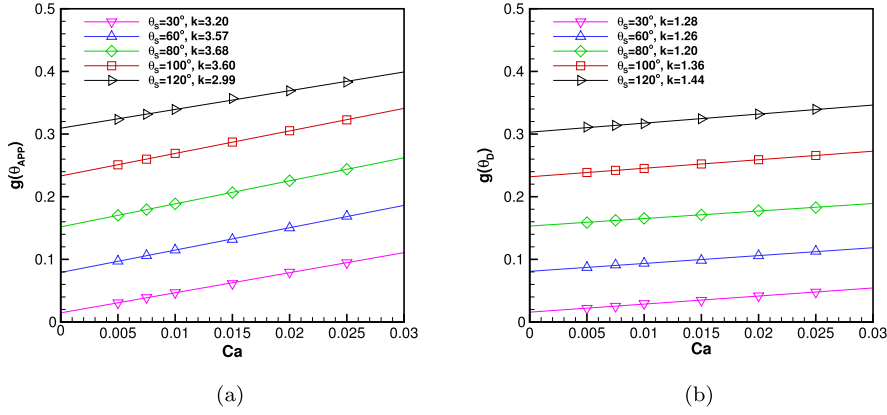 θS=30°, k=3.20
θS=60°, k=3.57
θS=80°, k=3.68
θS=100°, k=3.60
θS=120°, k=2.99
g(θAPP)
0.5
0.4
0.3
0.2
0.1
0
0 0.005 0.01 0.015 0.02 0.025 0.03
Ca
(a)
θS=30°, k=1.28
θS=60°, k=1.26
θS=80°, k=1.20
θS=100°, k=1.36
θS=120°, k=1.44
g(θD)
0.5
0.4
0.3
0.2
0.1
0
0 0.005 0.01 0.015 0.02 0.025 0.03
Ca
(b)